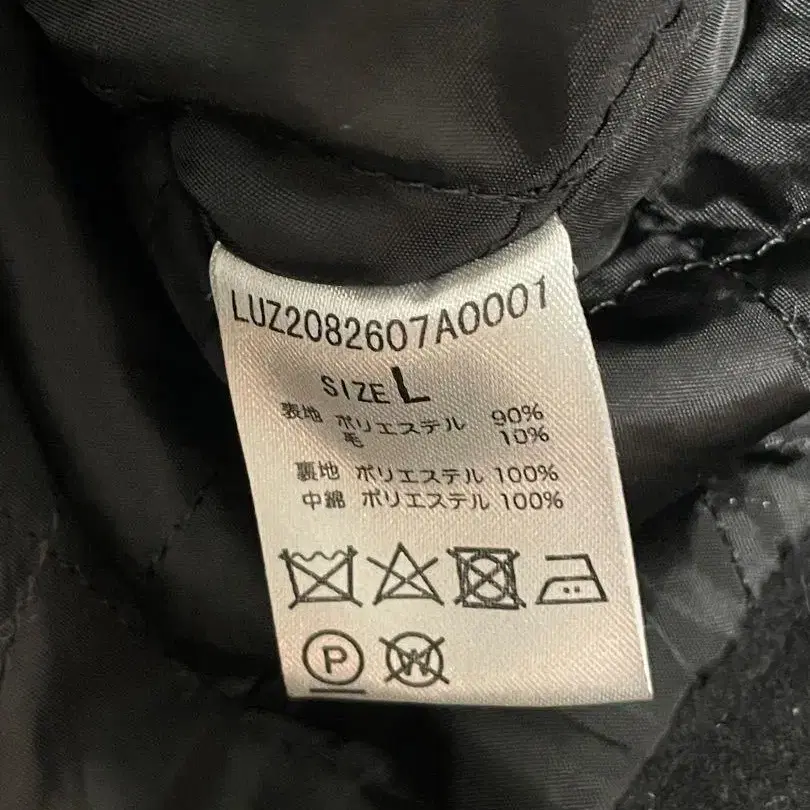 LUZ2082607A0001
SIZE L
表地 ポリエステル 90%
毛 10%
裏地 ポリエステル 100%
中綿 ポリエステル 100%
P W